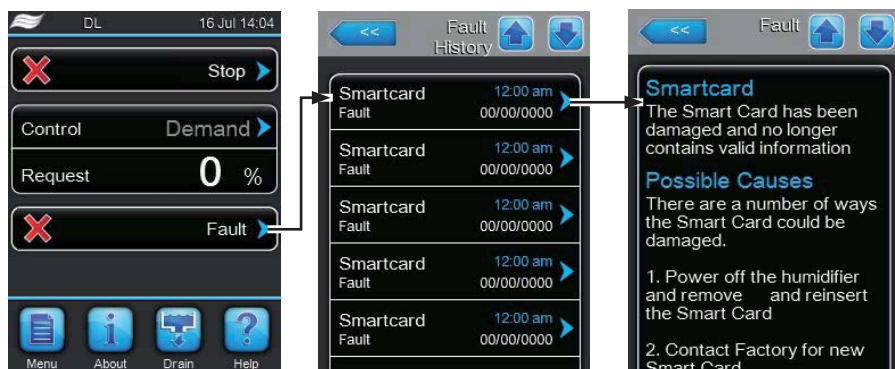 DL 16 Jul 14:04
Stop
Control Demand
Request 0 %
Fault
Menu About Drain Help
<< Fault
History
Smartcard 12:00 am
Fault 00/00/0000
Smartcard 12:00 am
Fault 00/00/0000
Smartcard 12:00 am
Fault 00/00/0000
Smartcard 12:00 am
Fault 00/00/0000
Smartcard 12:00 am
Fault 00/00/0000
<< Fault
Smartcard
The Smart Card has been
damaged and no longer
contains valid information
Possible Causes
There are a number of ways
the Smart Card could be
damaged.
1. Power off the humidifier
and remove and reinsert
the Smart Card
2. Contact Factory for new
Smart Card